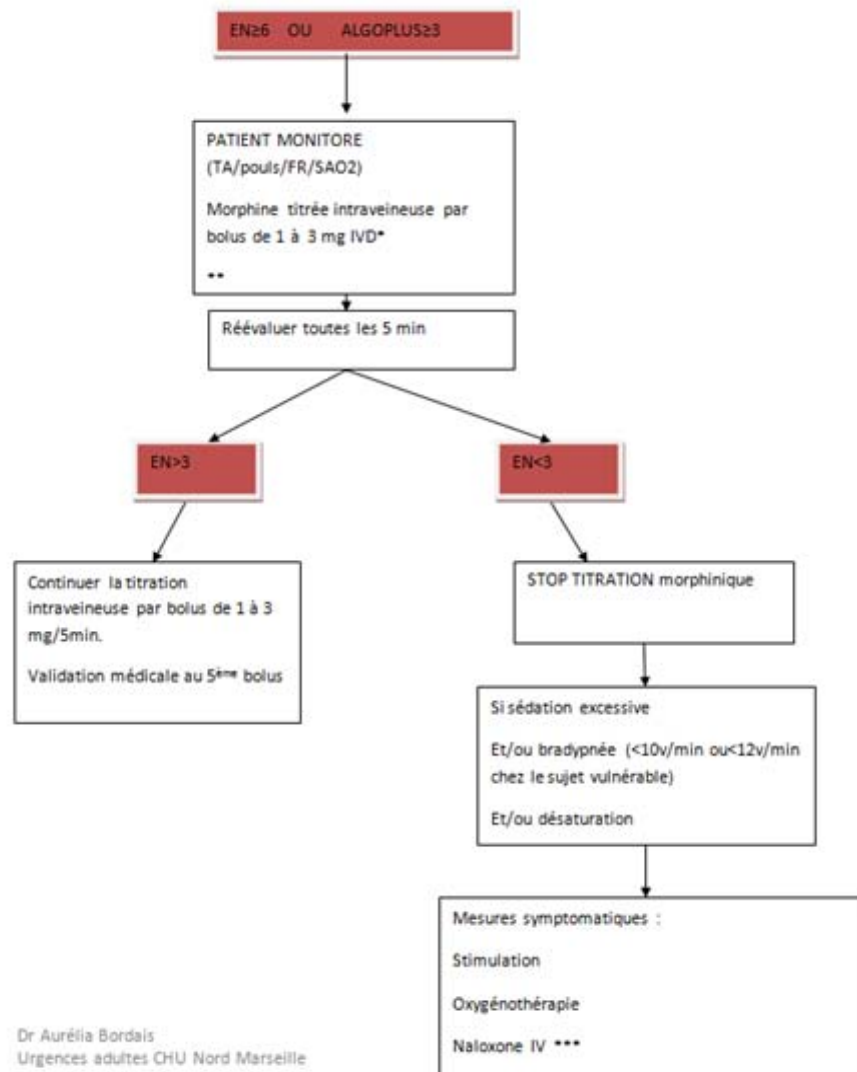 EN≥6 OU ALGOPLUS≥3
PATIENT MONITORE
(TA/pouls/FR/SAO2)
Morphine titrée intraveineuse par
bolus de 1 à 3 mg IVD*
**
Réévaluer toutes les 5 min
EN>3
EN<3
Continuer la titration
intraveineuse par bolus de 1 à 3
mg/5min.
Validation médicale au 5ème bolus
STOP TITRATION morphinique
Si sédation excessive
Et/ou bradypnée (<10v/min ou<12v/min
chez le sujet vulnérable)
Et/ou désaturation
Mesures symptomatiques :
Stimulation
Oxygénothérapie
Naloxone IV ***
Dr Aurélia Bordais
Urgences adultes CHU Nord Marseille